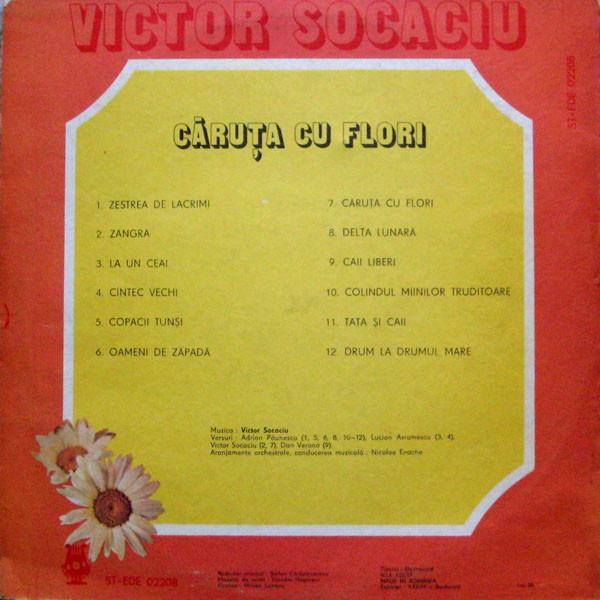 VICTOR SOCACIU
ST-EDE 02208
CĂRUȚA CU FLORI
1. ZESTREA DE LACRIMI
2. ZANGRA
3. LA UN CEAI
4. CÎNTEC VECHI
5. COPACII TUNȘI
6. OAMENI DE ZĂPADĂ
7. CĂRUȚA CU FLORI
8. DELTA LUNARĂ
9. CAII LIBERI
10. COLINDUL MIINILOR TRUDITOARE
11. TATA ȘI CAII
12. DRUM LA DRUMUL MARE
Muzica : Victor Socaciu
Versuri : Adrian Păunescu (1, 5, 6, 8, 10—12), Lucian Avramescu (3, 4),
Victor Socaciu (2, 7), Dan Verona (9).
Aranjamente orchestrale, conducerea muzicală : Nicolae Enache
ST-EDE 02208
MADE IN ROMANIA